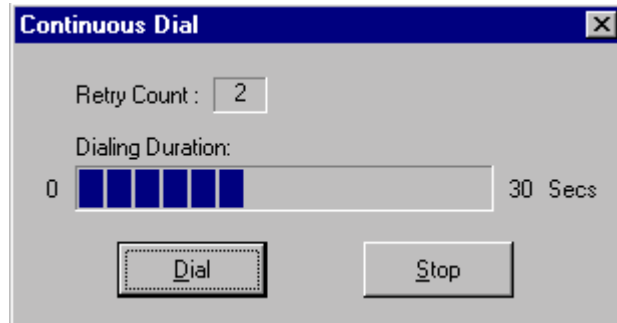 Continuous Dial
Retry Count : 2
Dialing Duration:
0 30 Secs
Dial Stop